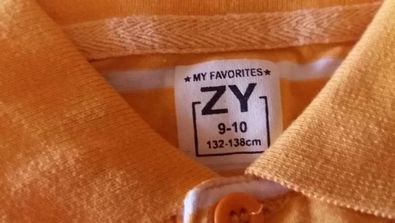 ★ MY FAVORITES ★
ZY
9-10
132-138cm